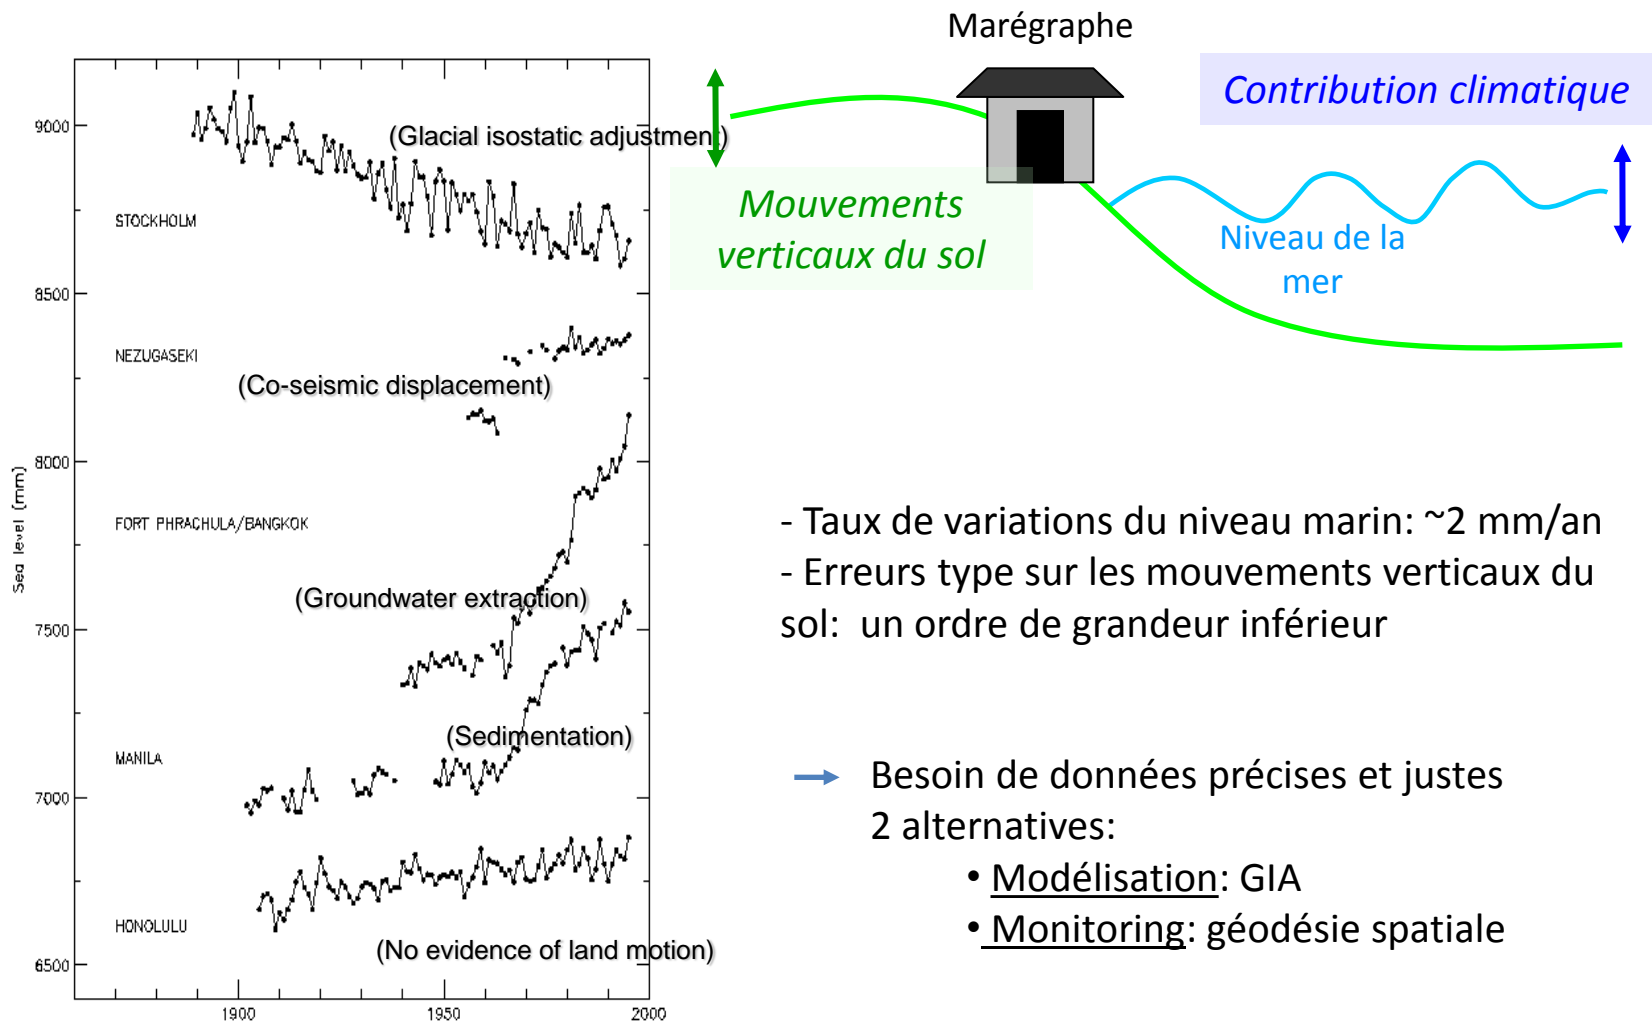 Marégraphe
Contribution climatique
Mouvements
verticaux du sol
Niveau de la
mer
Sea level (mm)
9000
8500
8000
7500
7000
6500
1900
1950
2000
(Glacial isostatic adjustment)
STOCKHOLM
NEZUGASEKI
(Co-seismic displacement)
FORT PHRACHULA/BANGKOK
(Groundwater extraction)
(Sedimentation)
MANILA
HONOLULU
(No evidence of land motion)
- Taux de variations du niveau marin: ~2 mm/an
- Erreurs type sur les mouvements verticaux du
sol: un ordre de grandeur inférieur
Besoin de données précises et justes
2 alternatives:
• Modélisation: GIA
• Monitoring: géodésie spatiale